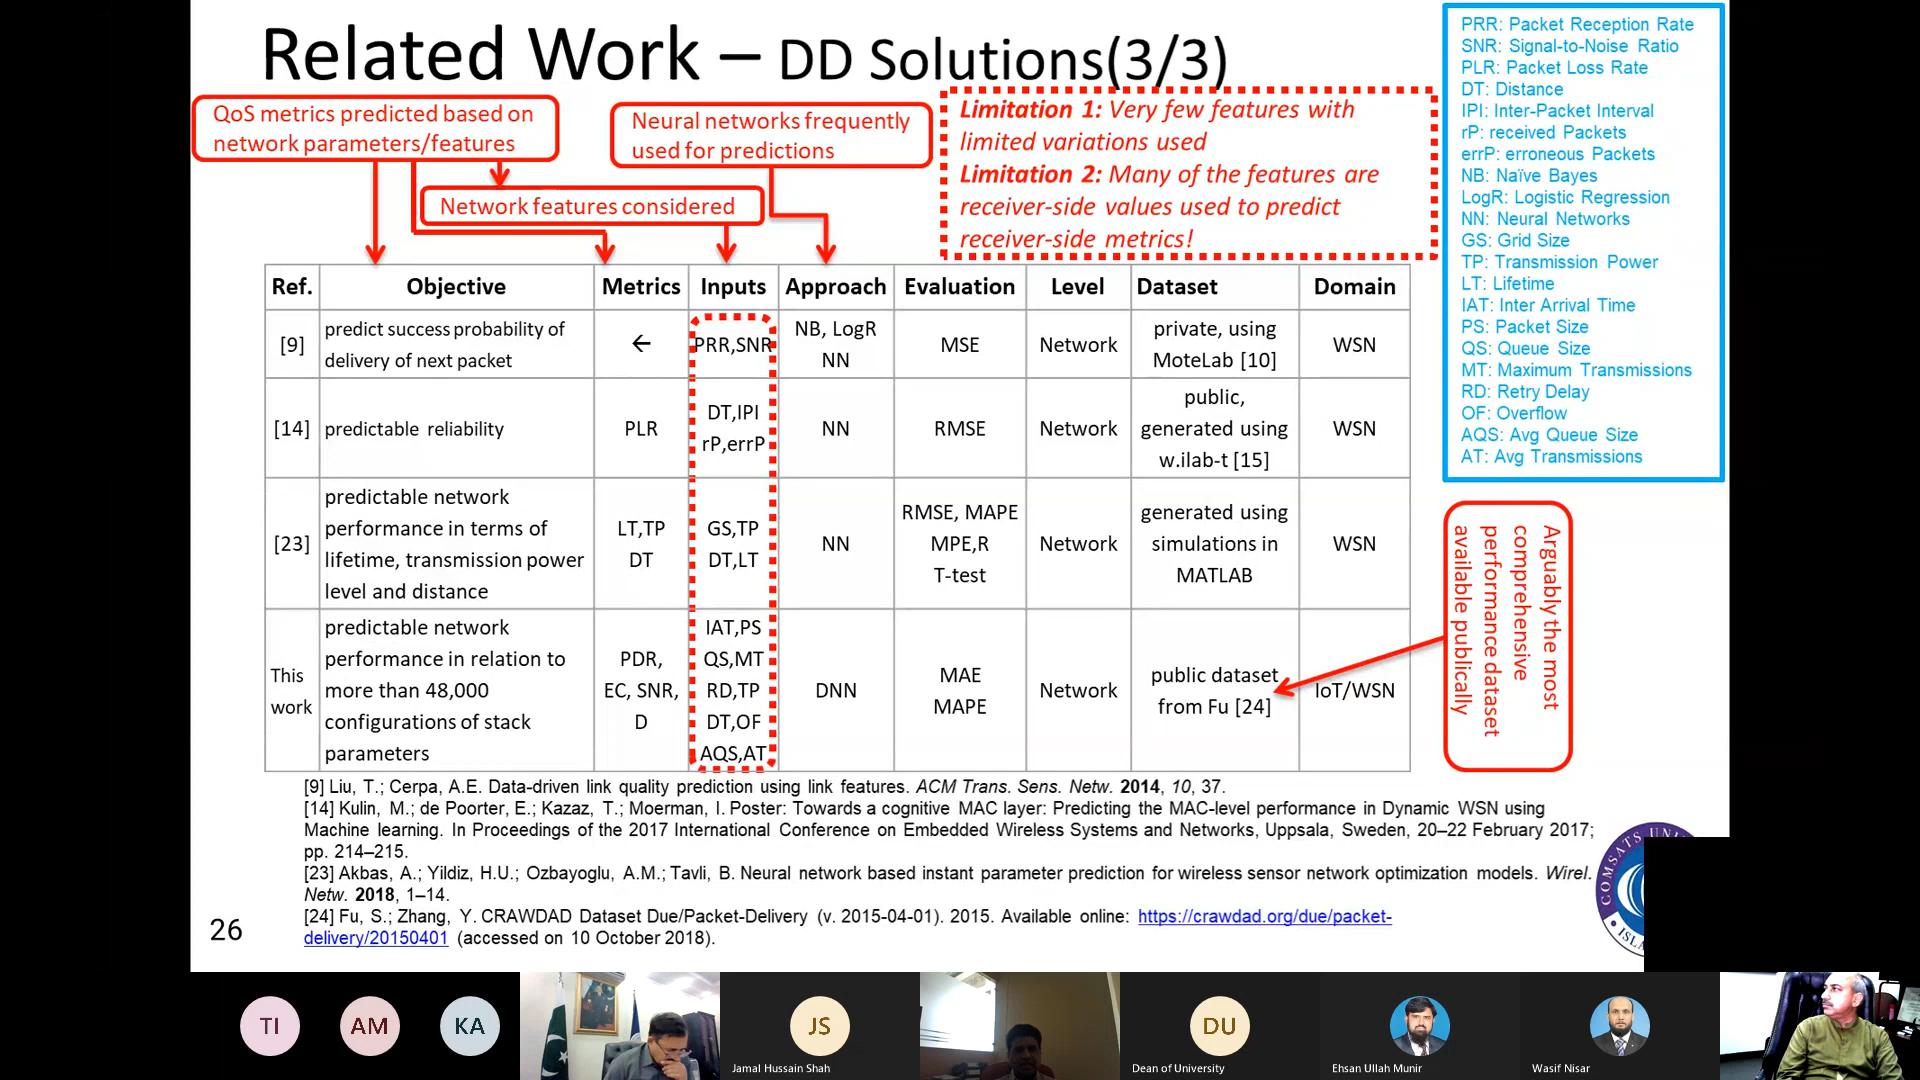 Related Work – DD Solutions(3/3)
QoS metrics predicted based on
network parameters/features
Neural networks frequently
used for predictions
Network features considered
Limitation 1: Very few features with
limited variations used
Limitation 2: Many of the features are
receiver-side values used to predict
receiver-side metrics!
PRR: Packet Reception Rate
SNR: Signal-to-Noise Ratio
PLR: Packet Loss Rate
DT: Distance
IPI: Inter-Packet Interval
rP: received Packets
errP: erroneous Packets
NB: Naïve Bayes
LogR: Logistic Regression
NN: Neural Networks
GS: Grid Size
TP: Transmission Power
LT: Lifetime
IAT: Inter Arrival Time
PS: Packet Size
QS: Queue Size
MT: Maximum Transmissions
RD: Retry Delay
OF: Overflow
AQS: Avg Queue Size
AT: Avg Transmissions
Ref. Objective Metrics Inputs Approach Evaluation Level Dataset Domain
[9]
predict success probability of
delivery of next packet
←
PRR,SNR
NB, LogR
NN
MSE
Network
private, using
MoteLab [10]
WSN
[14]
predictable reliability
PLR
DT,IPI
rP,errP
NN
RMSE
Network
public,
generated using
w.ilab-t [15]
WSN
[23]
predictable network
performance in terms of
lifetime, transmission power
level and distance
LT,TP
DT
GS,TP
DT,LT
NN
RMSE, MAPE
MPE,R
T-test
Network
generated using
simulations in
MATLAB
WSN
This
work
predictable network
performance in relation to
more than 48,000
configurations of stack
parameters
PDR,
EC, SNR,
D
IAT,PS
QS,MT
RD,TP
DT,OF
AQS,AT
DNN
MAE
MAPE
Network
public dataset
from Fu [24]
IoT/WSN
Arguably the most
comprehensive
performance dataset
available publically
[9] Liu, T.; Cerpa, A.E. Data-driven link quality prediction using link features. ACM Trans. Sens. Netw. 2014, 10, 37.
[14] Kulin, M.; de Poorter, E.; Kazaz, T.; Moerman, I. Poster: Towards a cognitive MAC layer: Predicting the MAC-level performance in Dynamic WSN using
Machine learning. In Proceedings of the 2017 International Conference on Embedded Wireless Systems and Networks, Uppsala, Sweden, 20–22 February 2017;
pp. 214–215.
[23] Akbas, A.; Yildiz, H.U.; Ozbayoglu, A.M.; Tavli, B. Neural network based instant parameter prediction for wireless sensor network optimization models. Wirel.
Netw. 2018, 1–14.
[24] Fu, S.; Zhang, Y. CRAWDAD Dataset Due/Packet-Delivery (v. 2015-04-01). 2015. Available online: https://crawdad.org/due/packet-
delivery/20150401 (accessed on 10 October 2018).
26
COMSATS UNI
ISL
TI
AM
KA
JS
Jamal Hussain Shah
DU
Dean of University
Ehsan Ullah Munir
Wasif Nisar